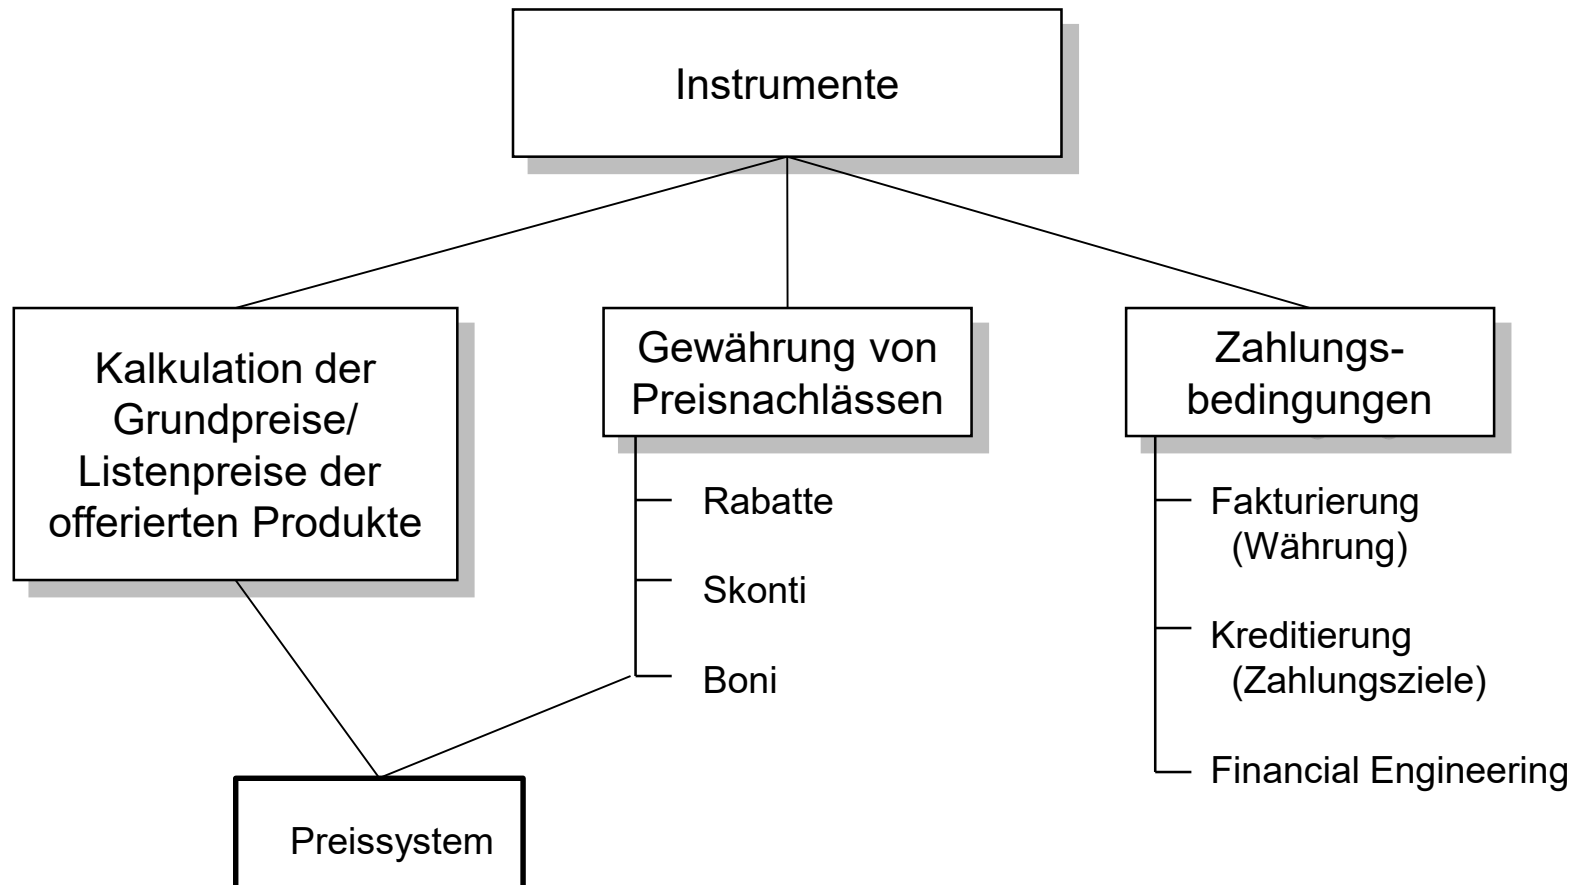 Instrumente
Kalkulation der
Grundpreise/
Listenpreise der
offerierten Produkte
Gewährung von
Preisnachlässen
Rabatte
Skonti
Boni
Zahlungs-
bedingungen
Fakturierung
(Währung)
Kreditierung
(Zahlungsziele)
Financial Engineering
Preissystem